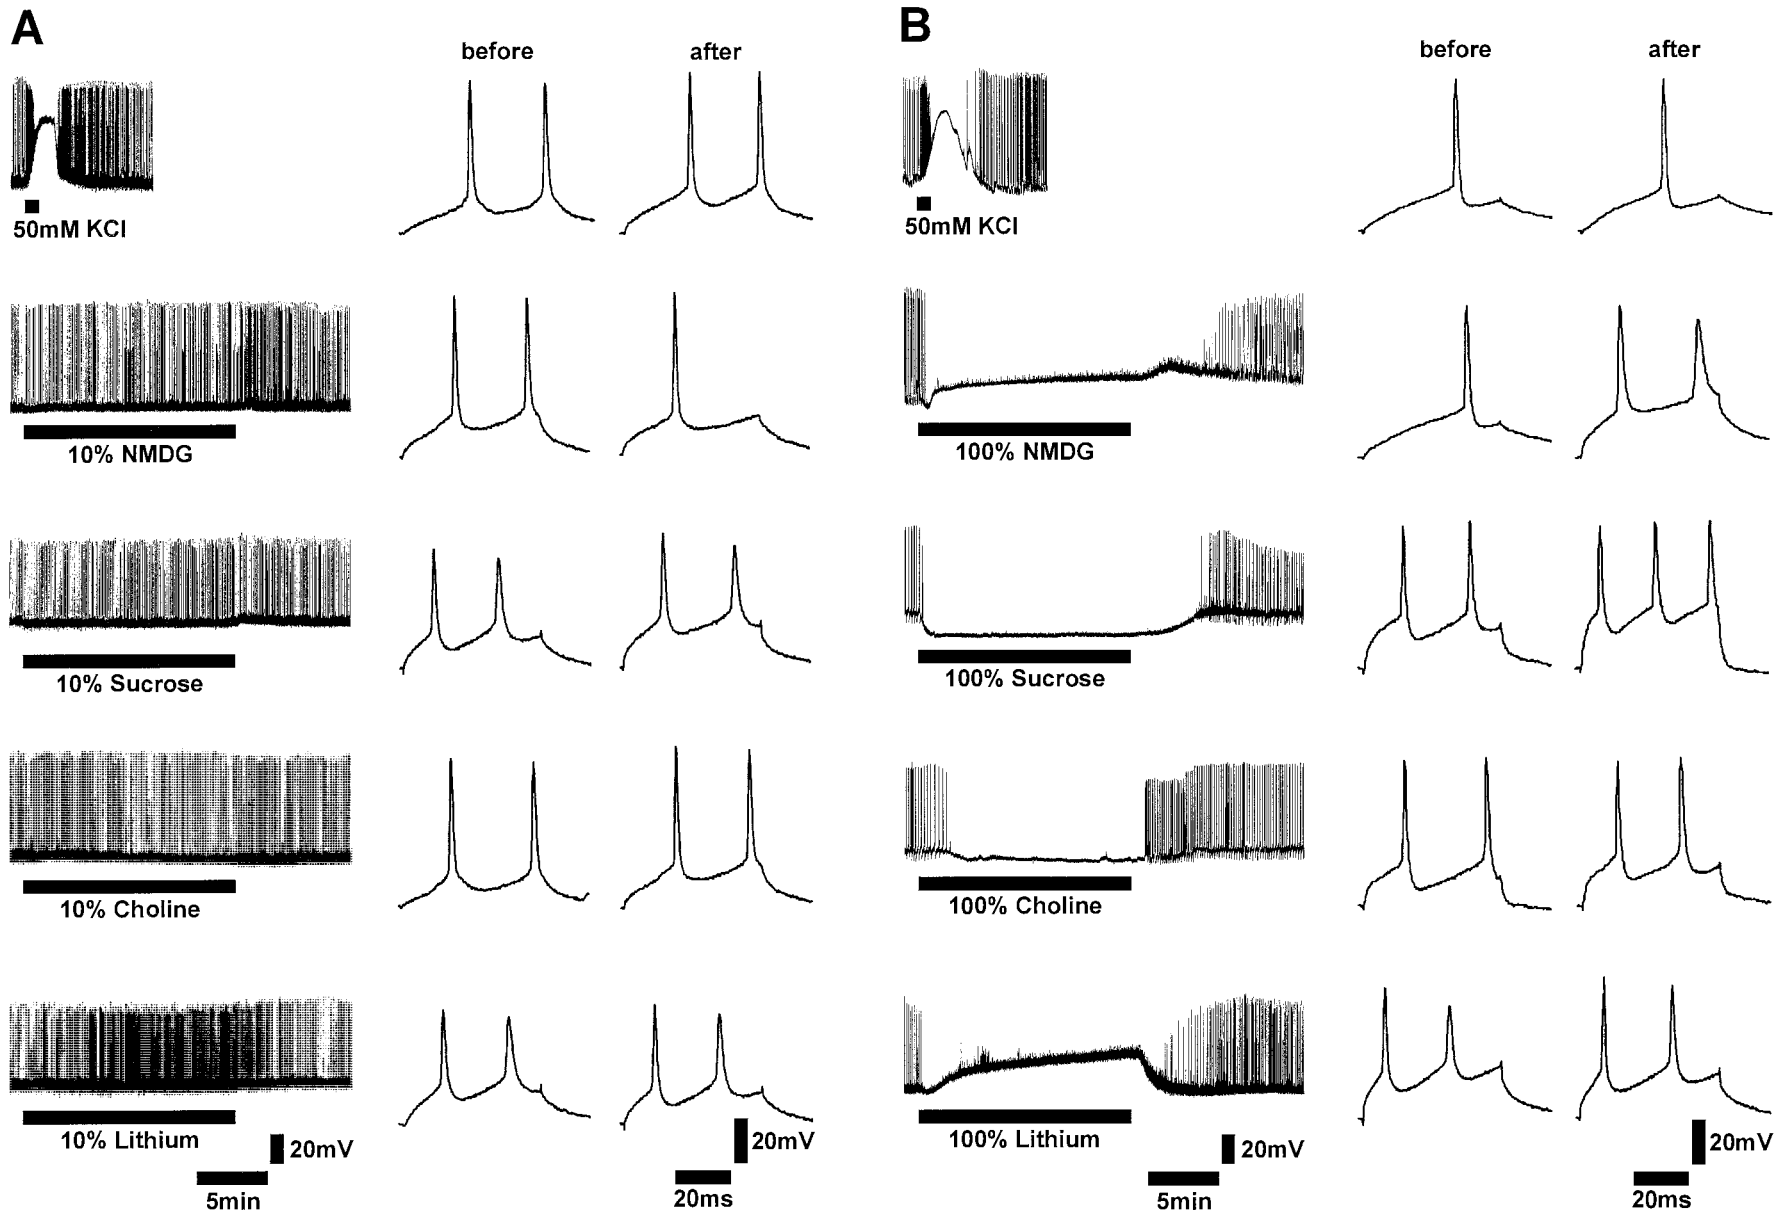 A
before
after
50mM KCl
10% NMDG
10% Sucrose
10% Choline
10% Lithium
20mV
5min
20mV
20ms
B
before
after
50mM KCl
100% NMDG
100% Sucrose
100% Choline
100% Lithium
20mV
5min
20mV
20ms